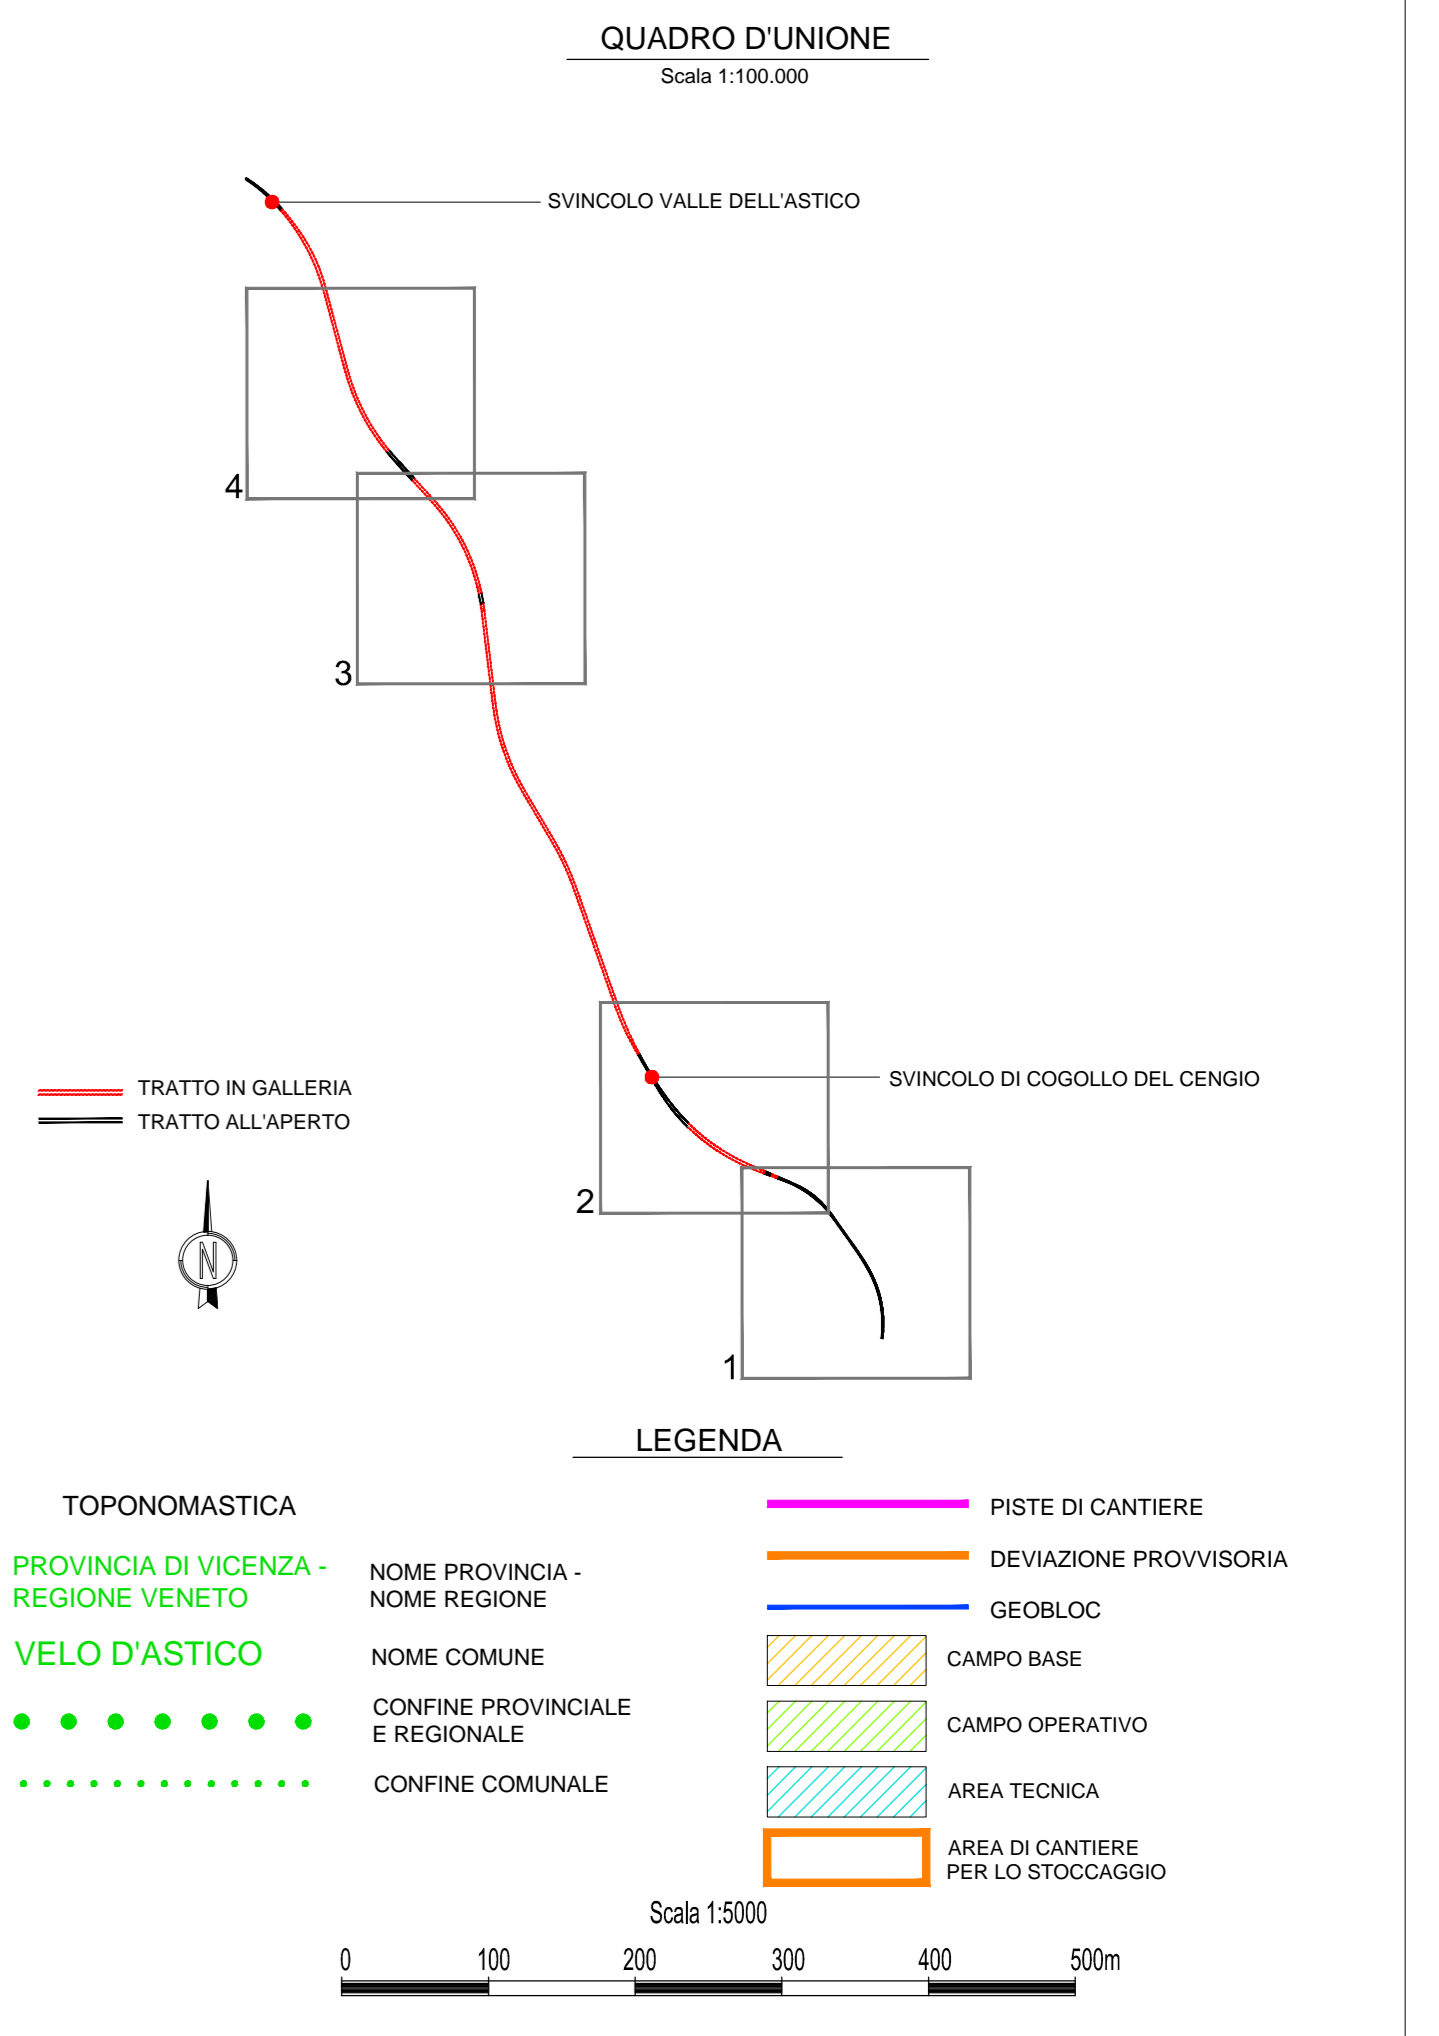 QUADRO D'UNIONE
Scala 1:100.000
SVINCOLO VALLE DELL'ASTICO
4
3
SVINCOLO DI COGOLLO DEL CENGIO
TRATTO IN GALLERIA
TRATTO ALL'APERTO
2
N
1
LEGENDA
TOPONOMASTICA
PROVINCIA DI VICENZA -
REGIONE VENETO
NOME PROVINCIA -
NOME REGIONE
VELO D'ASTICO
NOME COMUNE
CONFINE PROVINCIALE
E REGIONALE
CONFINE COMUNALE
PISTE DI CANTIERE
DEVIAZIONE PROVVISORIA
GEOBLOC
CAMPO BASE
CAMPO OPERATIVO
AREA TECNICA
AREA DI CANTIERE
PER LO STOCCAGGIO
Scala 1:5000
0 100 200 300 400 500m